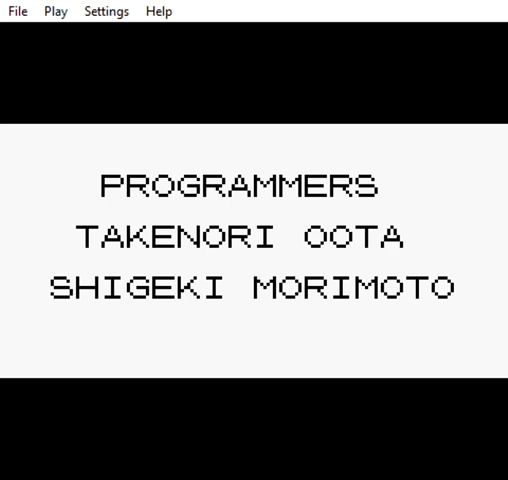 File Play Settings Help
PROGRAMMERS
TAKENORI OOTA
SHIGEKI MORIMOTO